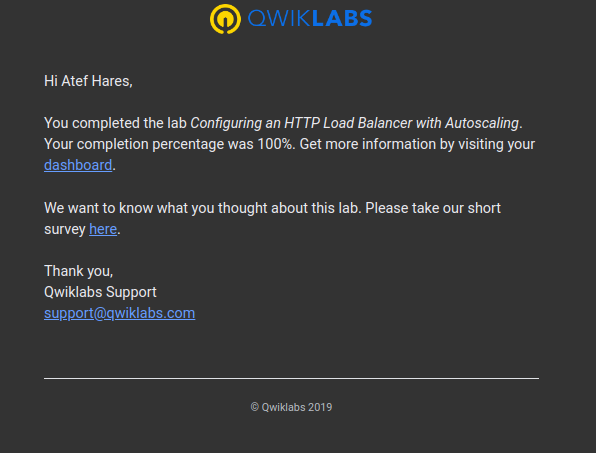 QWIKLABS
Hi Atef Hares,
You completed the lab Configuring an HTTP Load Balancer with Autoscaling.
Your completion percentage was 100%. Get more information by visiting your
dashboard.
We want to know what you thought about this lab. Please take our short
survey here.
Thank you,
Qwiklabs Support
support@qwiklabs.com
© Qwiklabs 2019